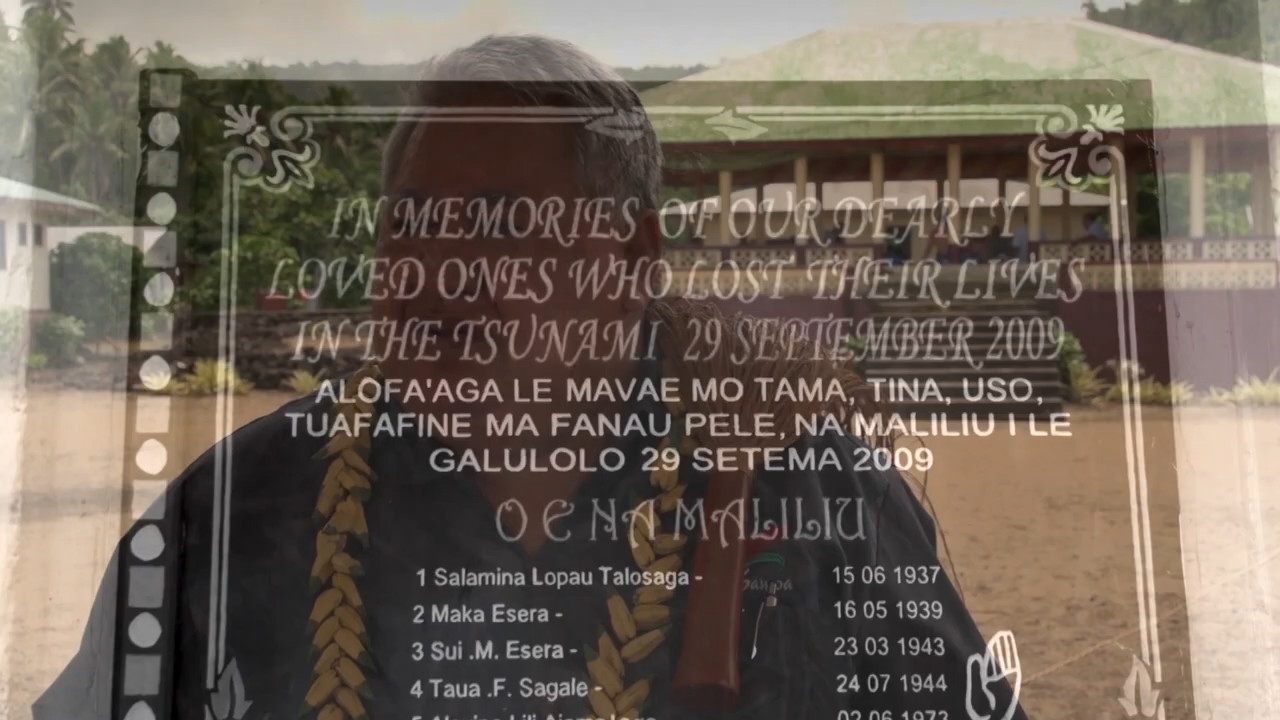 IN MEMORIES OF OUR DEARLY
LOVED ONES WHO LOST THEIR LIVES
IN THE TSUNAMI 29 SEPTEMBER 2009
ALOFA'AGA LE MAVAE MO TAMA, TINA, USO,
TUAFAFINE MA FANAU PELE, NA MALILIU I LE
GALULOLO 29 SETEMA 2009
O E NA MALILIU
1 Salamina Lopau Talosaga - 15 06 1937
2 Maka Esera - 16 05 1939
3 Sui .M. Esera - 23 03 1943
4 Taua .F. Sagale - 24 07 1944
02 06 1973